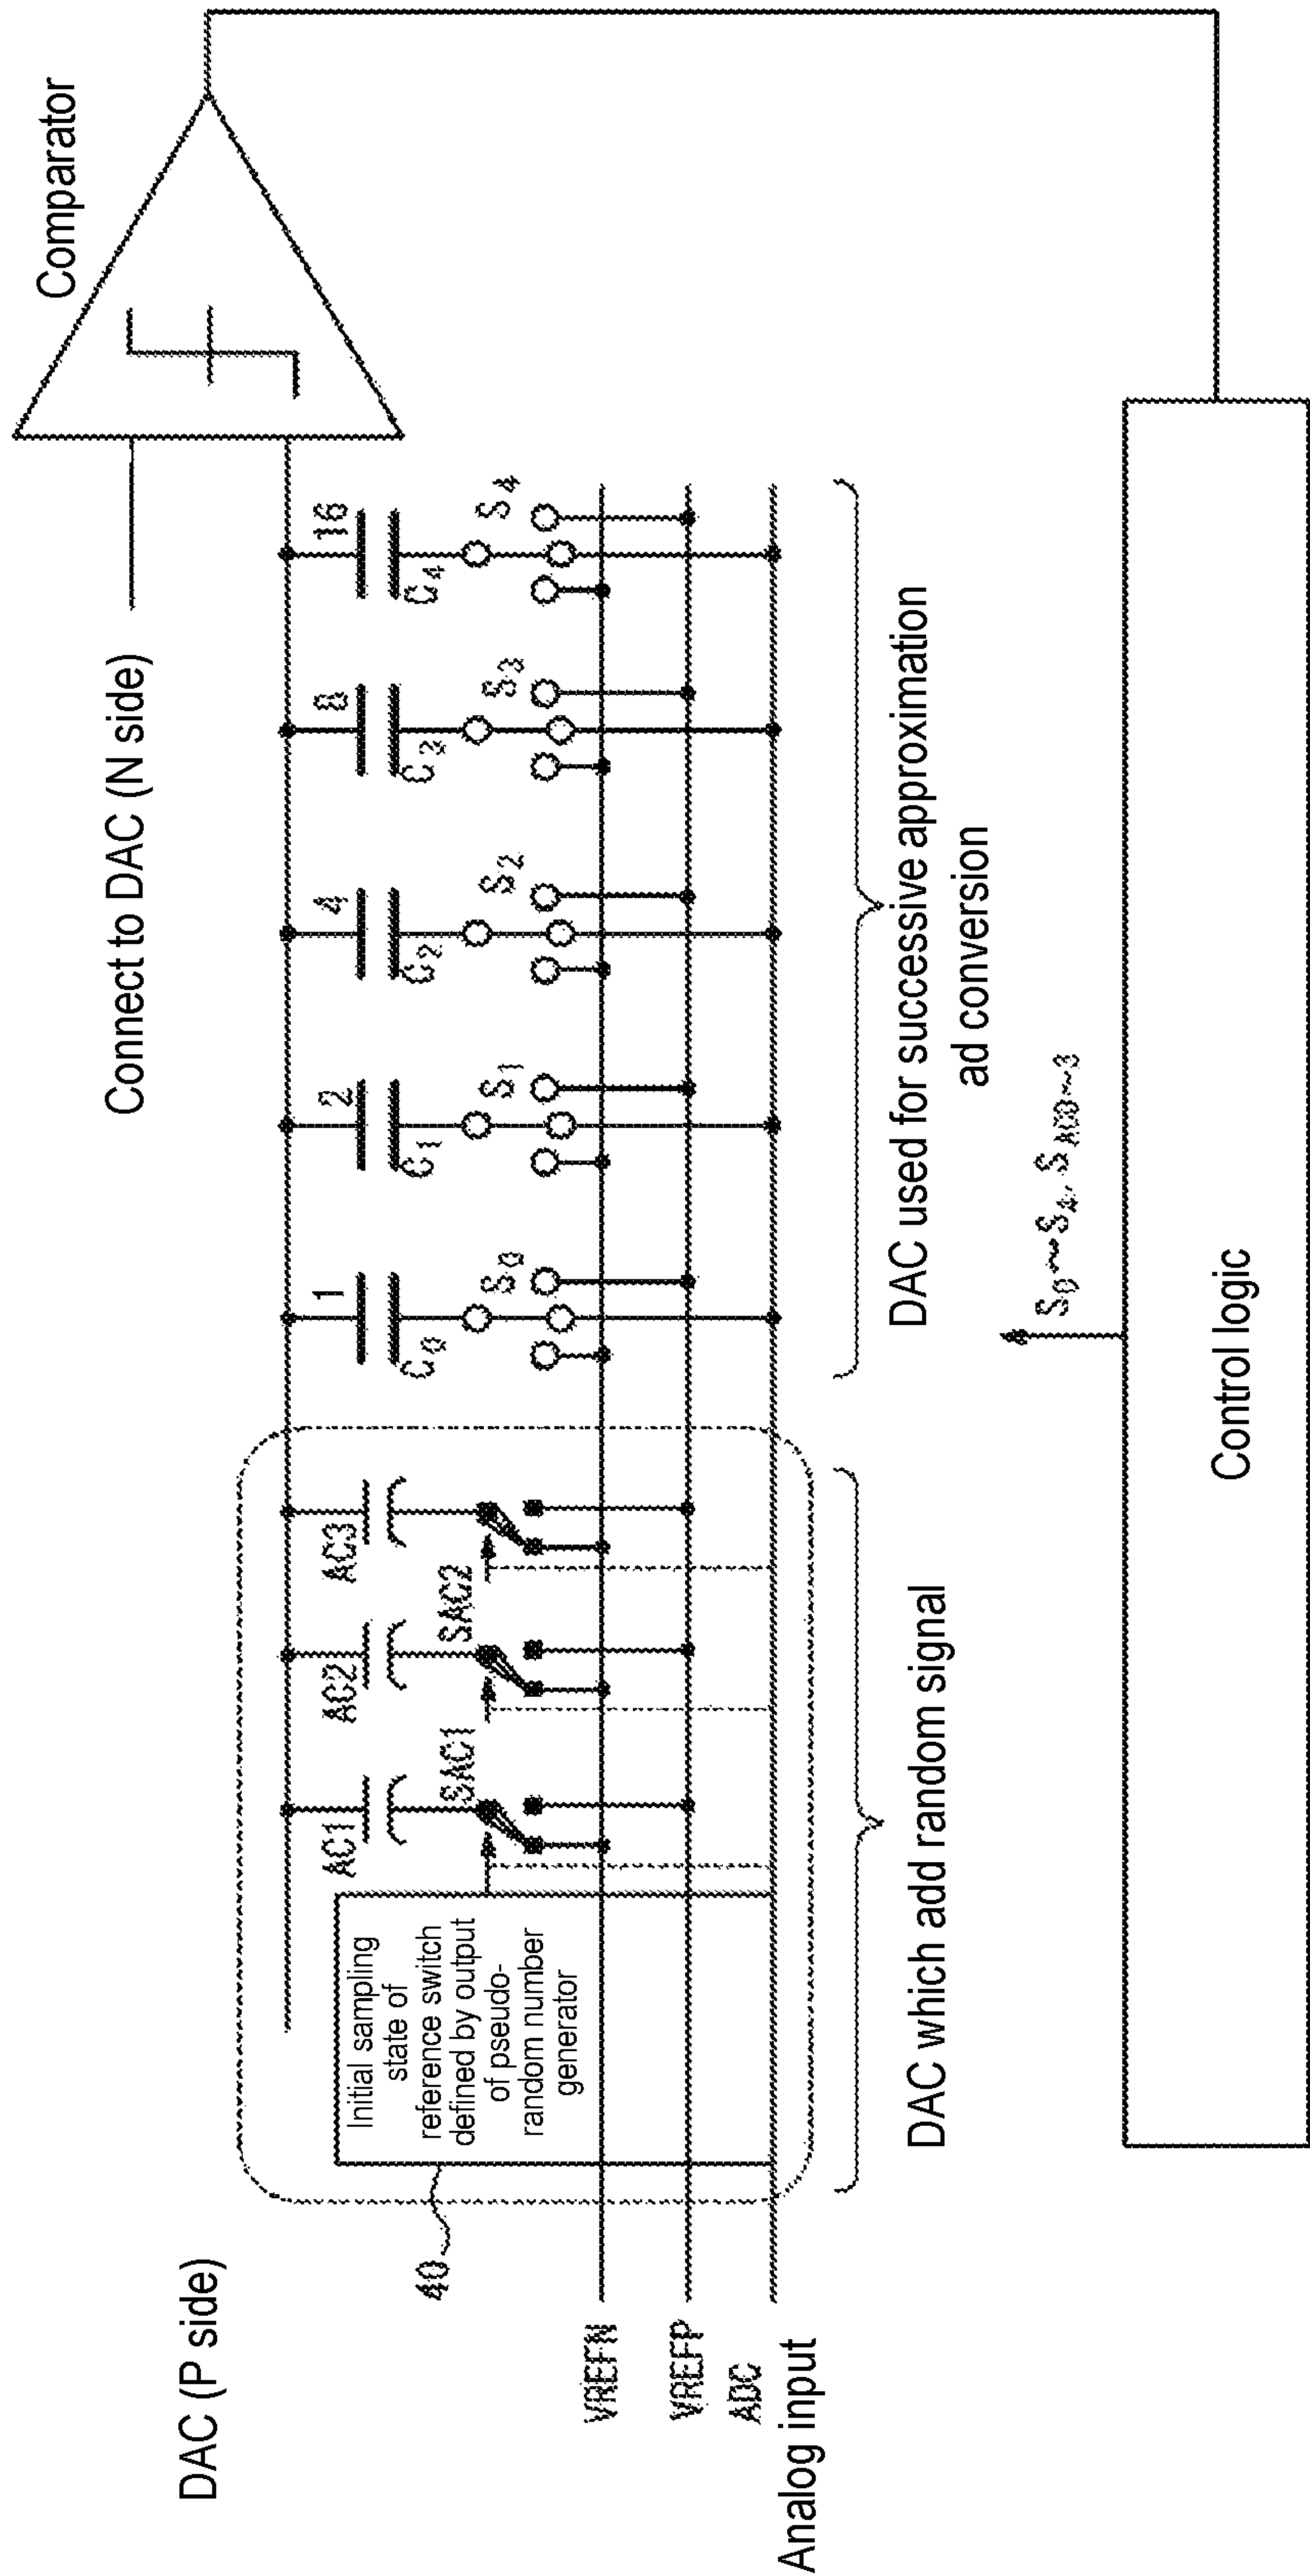 DAC (P side)
Connect to DAC (N side)
Comparator
AC1
AC2
AC3
1
2
4
8
16
C0
C1
C2
C3
C4
SAC1
SAC2
S0
S1
S2
S3
S4
Initial sampling
state of
reference switch
defined by output
of pseudo-
random number
generator
40
VREFN
VREFP
ADC
Analog input
DAC which add random signal
DAC used for successive approximation
ad conversion
S0~S4,
Control logic